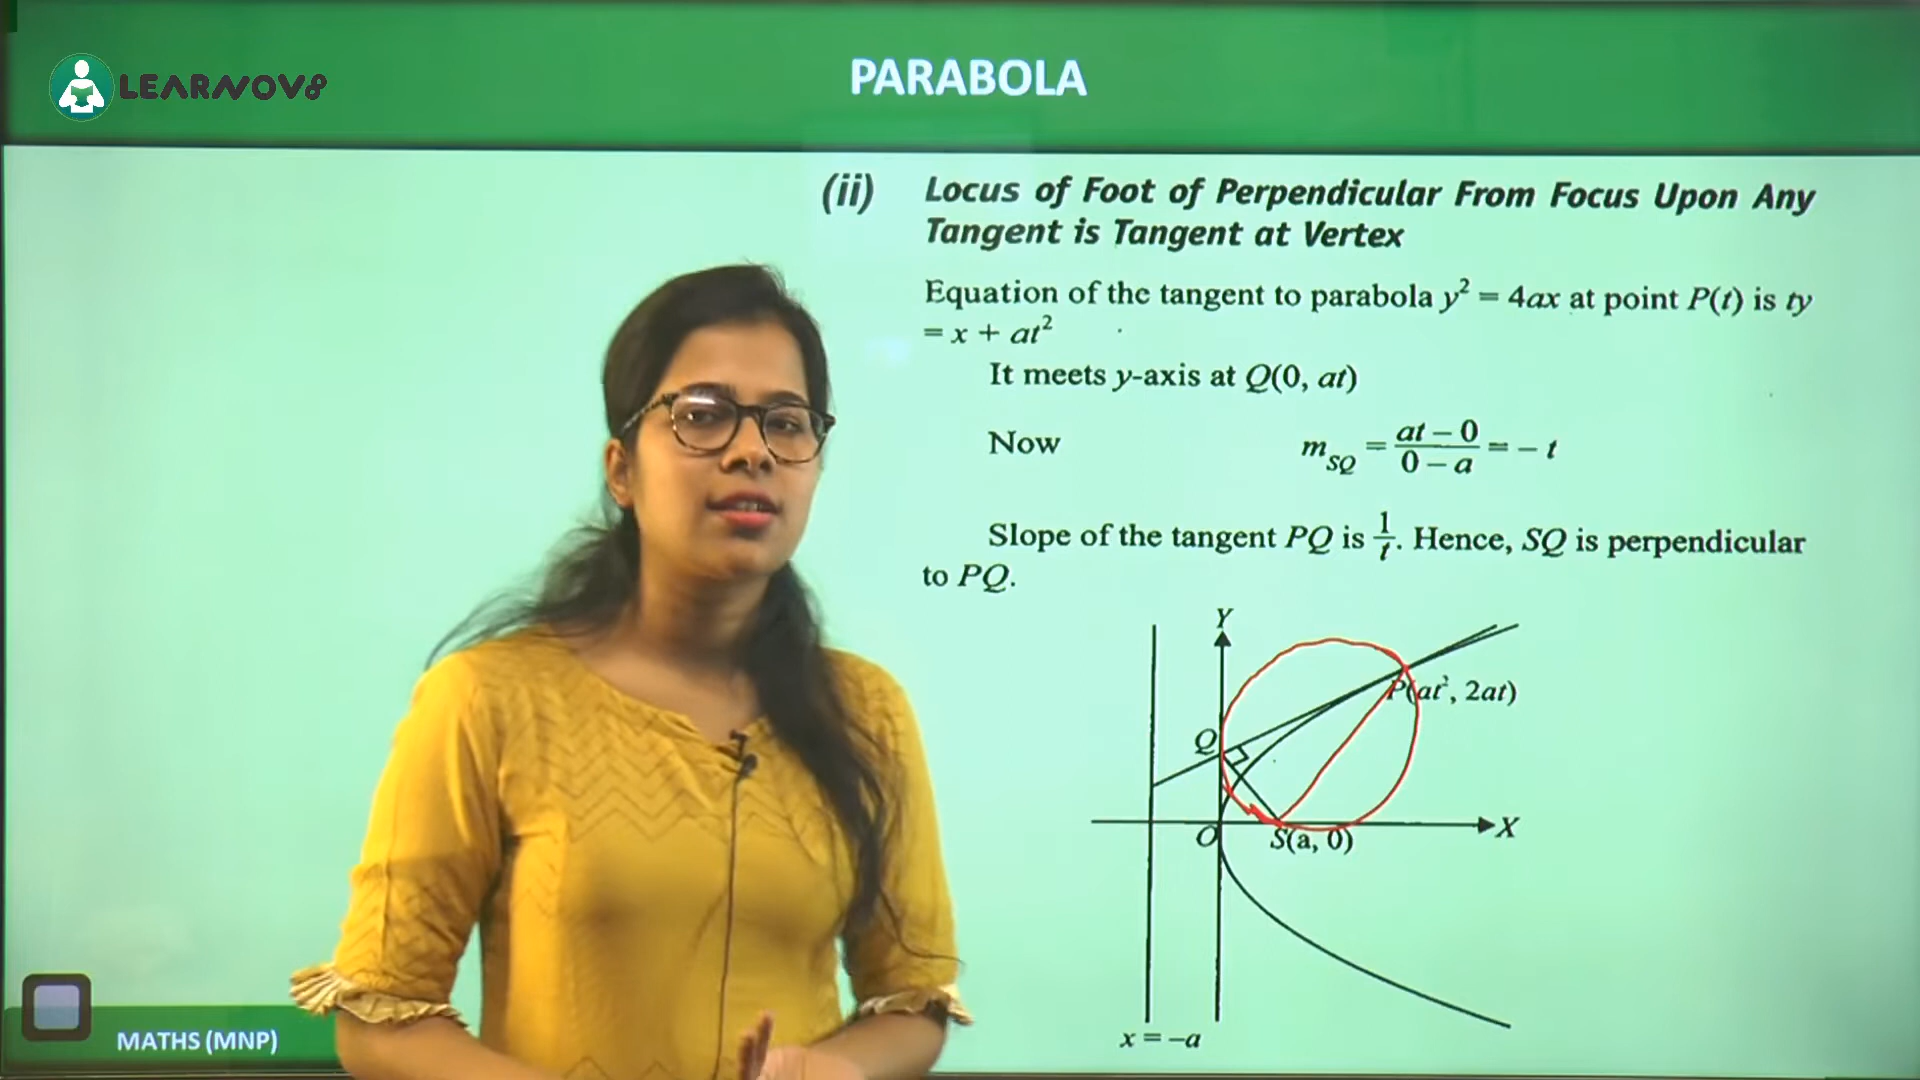 LEARNOV8
PARABOLA
(ii) Locus of Foot of Perpendicular From Focus Upon Any
Tangent is Tangent at Vertex
Equation of the tangent to parabola y² = 4ax at point P(t) is ty
= x + at²
It meets y-axis at Q(0, at)
Now m_SQ = (at – 0)/(0 – a) = – t
Slope of the tangent PQ is 1/t. Hence, SQ is perpendicular
to PQ.
Y
P(at², 2at)
Q
O
S(a, 0)
X
x = –a
MATHS (MNP)